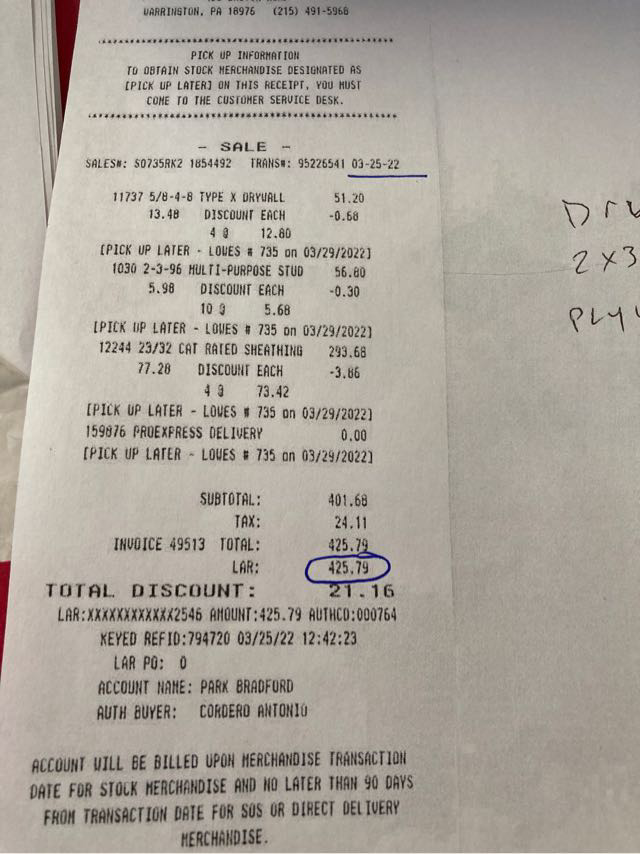 WARRINGTON, PA 18976 (215) 491-5968
****************************************
PICK UP INFORMATION
TO OBTAIN STOCK MERCHANDISE DESIGNATED AS
[PICK UP LATER] ON THIS RECEIPT, YOU MUST
COME TO THE CUSTOMER SERVICE DESK.
****************************************
- SALE -
SALES#: S0735RK2 1854492 TRANS#: 95226541 03-25-22
11737 5/8-4-8 TYPE X DRYWALL 51.20
13.48 DISCOUNT EACH -0.68
4 @ 12.80
[PICK UP LATER - LOWES # 735 on 03/29/2022]
1030 2-3-96 MULTI-PURPOSE STUD 56.80
5.98 DISCOUNT EACH -0.30
10 @ 5.68
[PICK UP LATER - LOWES # 735 on 03/29/2022]
12244 23/32 CAT RATED SHEATHING 293.68
77.28 DISCOUNT EACH -3.86
4 @ 73.42
[PICK UP LATER - LOWES # 735 on 03/29/2022]
159876 PROEXPRESS DELIVERY 0.00
[PICK UP LATER - LOWES # 735 on 03/29/2022]
SUBTOTAL: 401.68
TAX: 24.11
INVOICE 49513 TOTAL: 425.79
LAR: 425.79
TOTAL DISCOUNT: 21.16
LAR:XXXXXXXXXXXX2546 AMOUNT:425.79 AUTHCD:000764
KEYED REFID:794720 03/25/22 12:42:23
LAR PO: 0
ACCOUNT NAME: PARK BRADFORD
AUTH BUYER: CORDERO ANTONIO
ACCOUNT WILL BE BILLED UPON MERCHANDISE TRANSACTION
DATE FOR STOCK MERCHANDISE AND NO LATER THAN 90 DAYS
FROM TRANSACTION DATE FOR SOS OR DIRECT DELIVERY
MERCHANDISE.
2X3